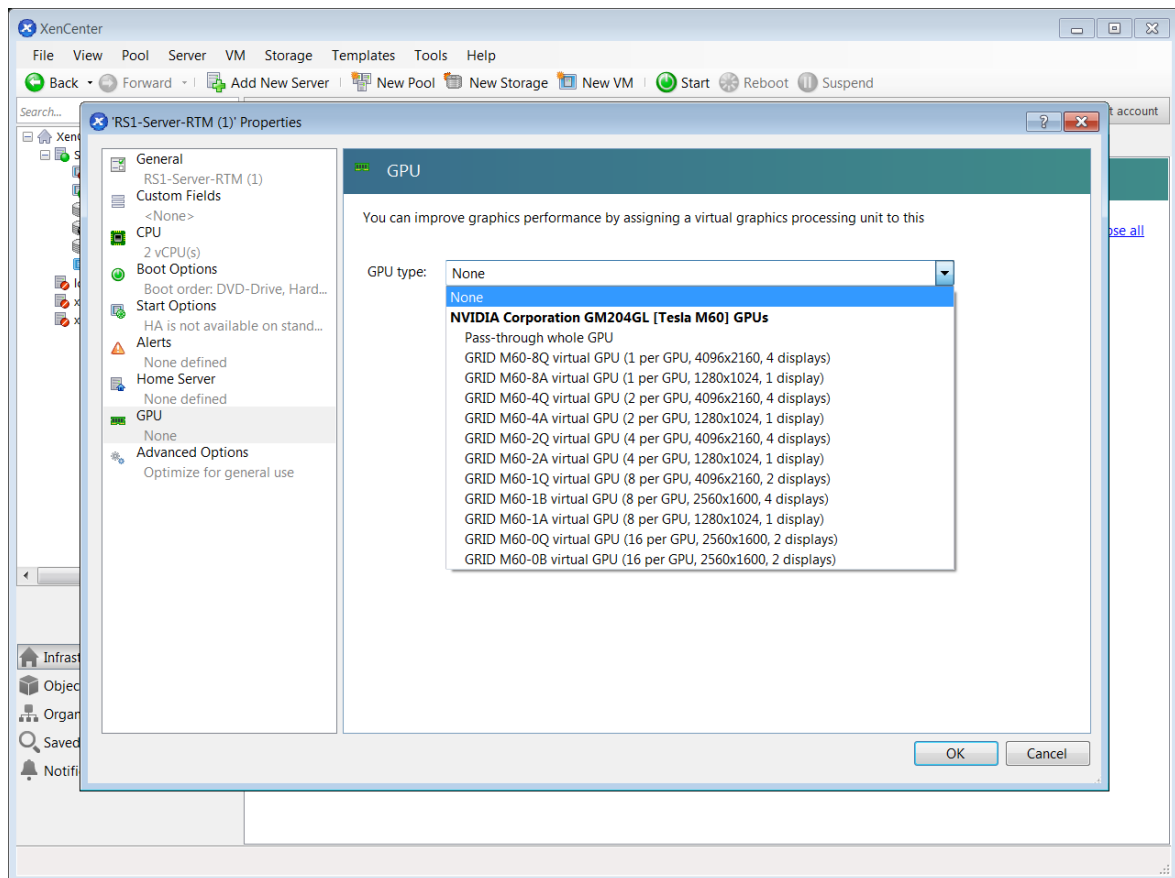 XenCenter
File View Pool Server VM Storage Templates Tools Help
Back Forward Add New Server New Pool New Storage New VM Start Reboot Suspend
Search...
account
'RS1-Server-RTM (1)' Properties
General
RS1-Server-RTM (1)
Custom Fields
<None>
CPU
2 vCPU(s)
Boot Options
Boot order: DVD-Drive, Hard...
Start Options
HA is not available on stand...
Alerts
None defined
Home Server
None defined
GPU
None
Advanced Options
Optimize for general use
GPU
You can improve graphics performance by assigning a virtual graphics processing unit to this
GPU type: None
None
NVIDIA Corporation GM204GL [Tesla M60] GPUs
Pass-through whole GPU
GRID M60-8Q virtual GPU (1 per GPU, 4096x2160, 4 displays)
GRID M60-8A virtual GPU (1 per GPU, 1280x1024, 1 display)
GRID M60-4Q virtual GPU (2 per GPU, 4096x2160, 4 displays)
GRID M60-4A virtual GPU (2 per GPU, 1280x1024, 1 display)
GRID M60-2Q virtual GPU (4 per GPU, 4096x2160, 4 displays)
GRID M60-2A virtual GPU (4 per GPU, 1280x1024, 1 display)
GRID M60-1Q virtual GPU (8 per GPU, 4096x2160, 2 displays)
GRID M60-1B virtual GPU (8 per GPU, 2560x1600, 4 displays)
GRID M60-1A virtual GPU (8 per GPU, 1280x1024, 1 display)
GRID M60-0Q virtual GPU (16 per GPU, 2560x1600, 2 displays)
GRID M60-0B virtual GPU (16 per GPU, 2560x1600, 2 displays)
all
OK Cancel
Infrast
Objec
Organ
Saved
Notifi